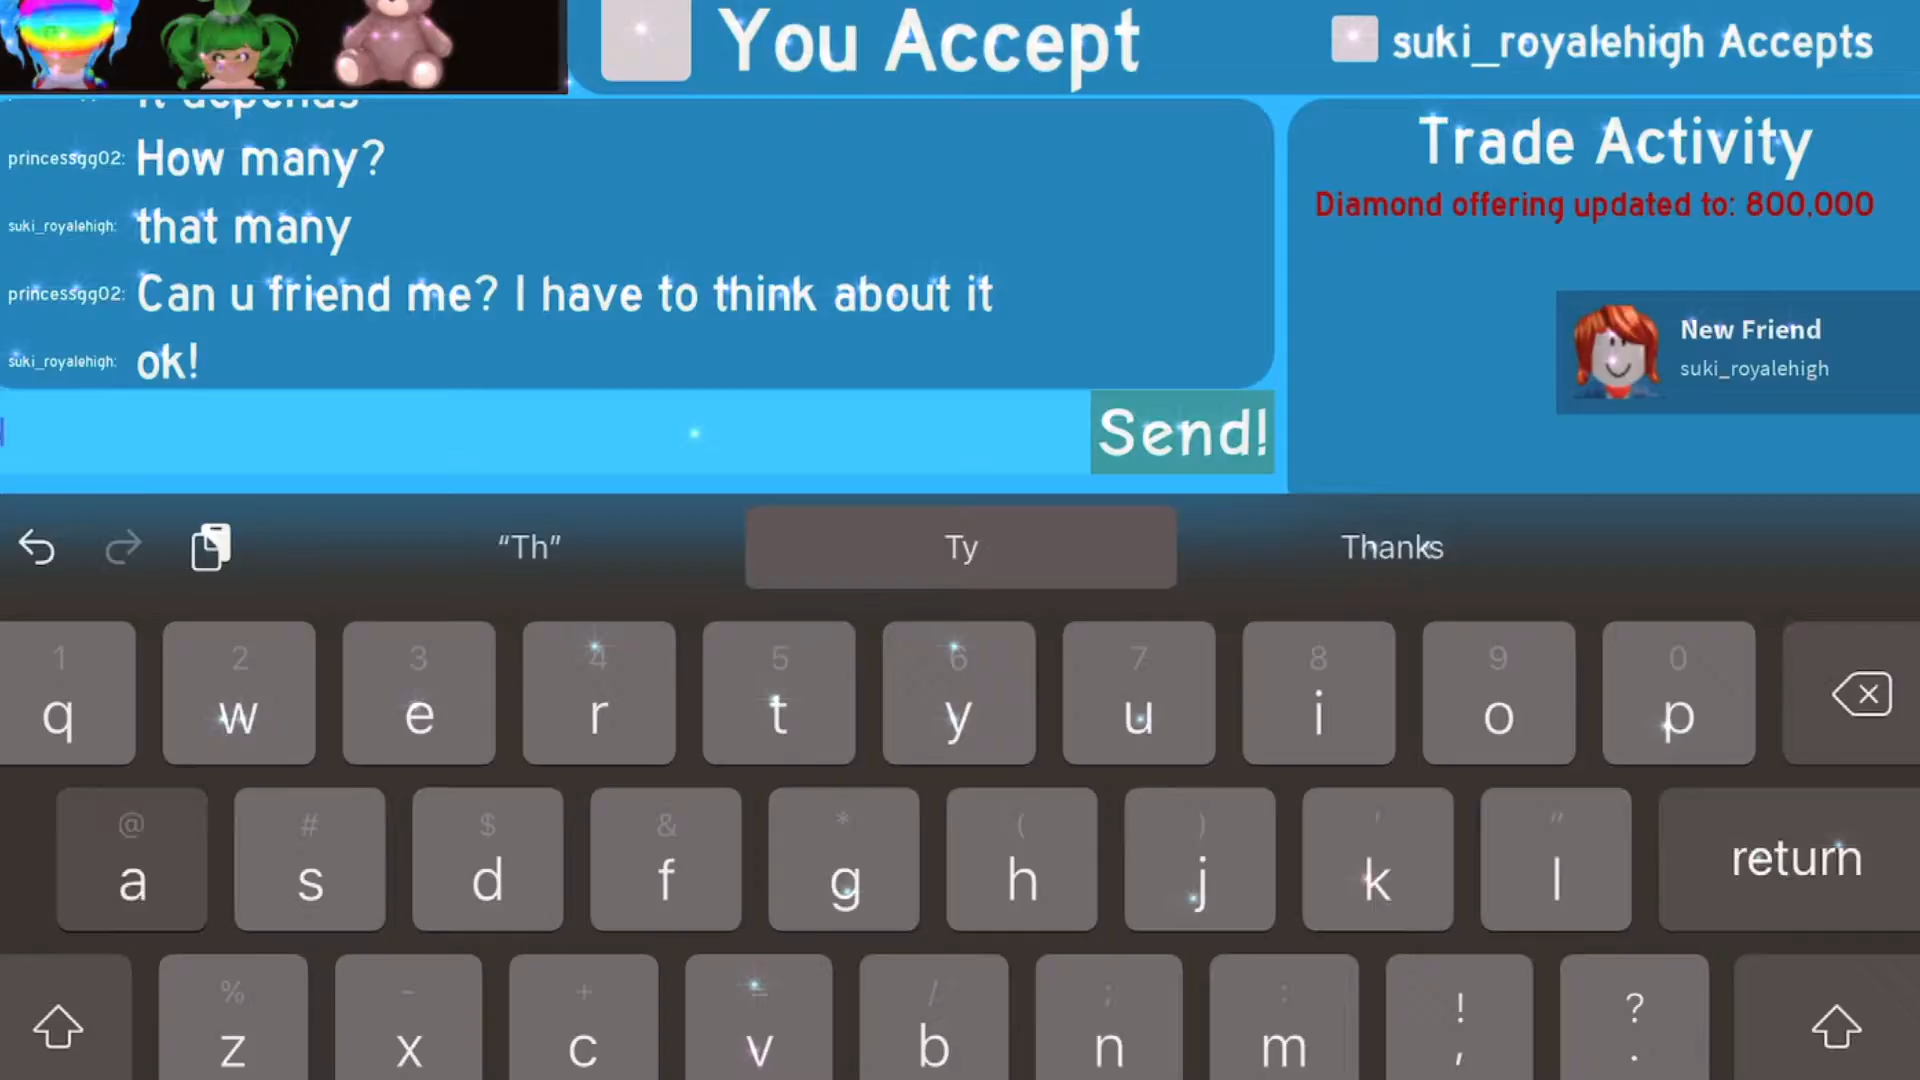 You Accept
suki_royalehigh Accepts
it depends
princessgg02: How many?
suki_royalehigh: that many
princessgg02: Can u friend me? I have to think about it
suki_royalehigh: ok!
Send!
Trade Activity
Diamond offering updated to: 800,000
New Friend
suki_royalehigh
“Th” Ty Thanks
1 2 3 4 5 6 7 8 9 0
q w e r t y u i o p
@ # $ & * ( ) ' "
a s d f g h j k l return
% - + = / ; : ! ?
z x c v b n m , .